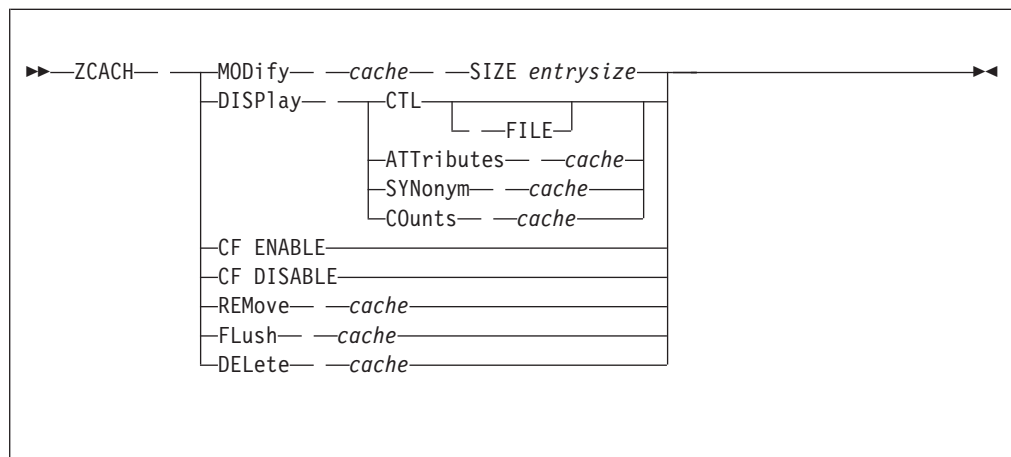 ZCACH MODify cache SIZE entrysize
DISPlay CTL
FILE
ATTributes cache
SYNonym cache
COunts cache
CF ENABLE
CF DISABLE
REMove cache
FLush cache
DELete cache